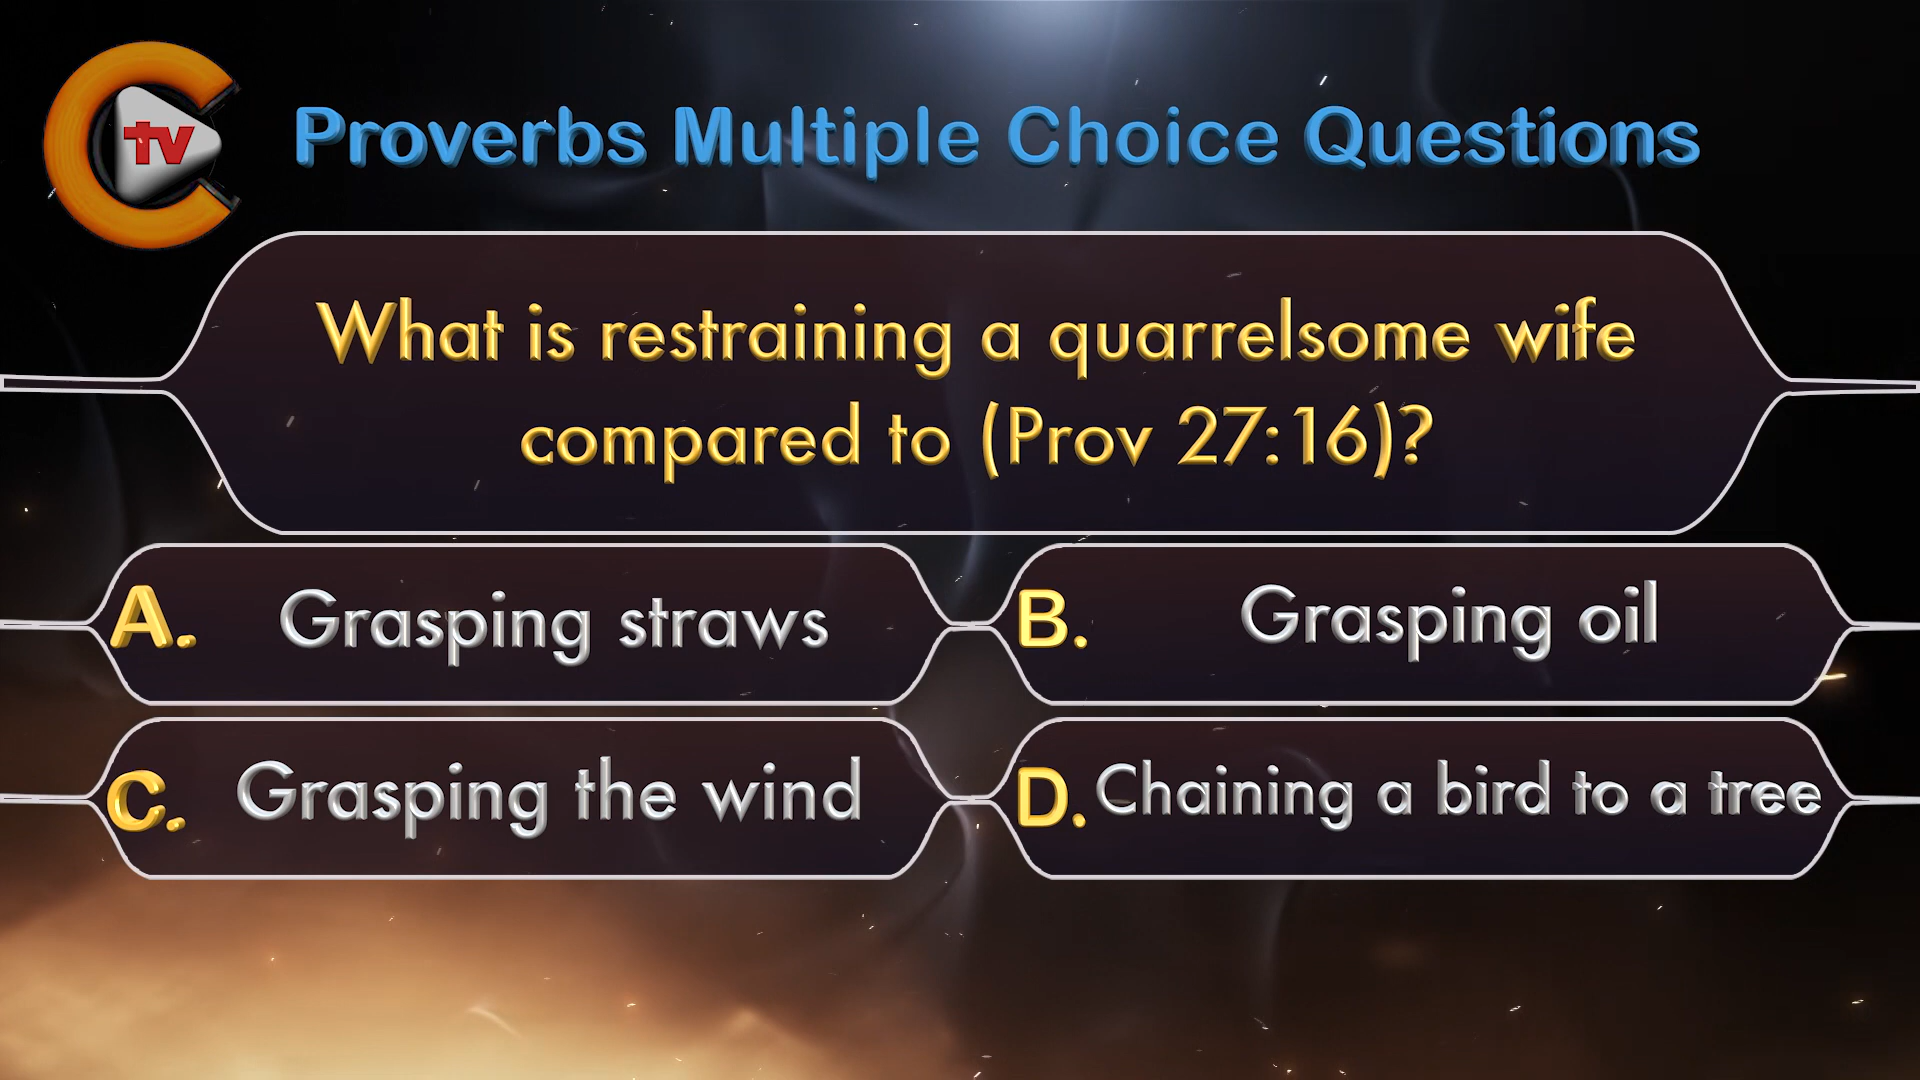 tv
Proverbs Multiple Choice Questions
What is restraining a quarrelsome wife
compared to (Prov 27:16)?
A. Grasping straws
B. Grasping oil
C. Grasping the wind
D. Chaining a bird to a tree